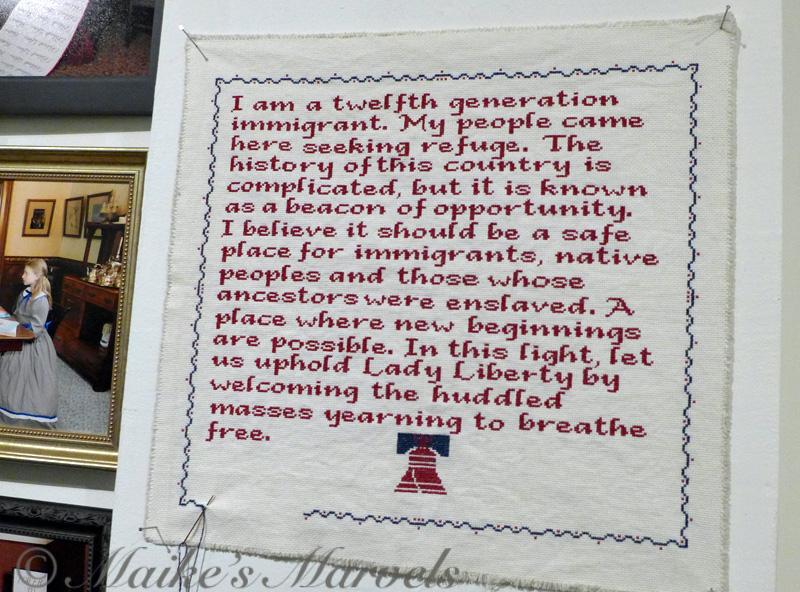 I am a twelfth generation
immigrant. My people came
here seeking refuge. The
history of this country is
complicated, but it is known
as a beacon of opportunity.
I believe it should be a safe
place for immigrants, native
peoples and those whose
ancestors were enslaved. A
place where new beginnings
are possible. In this light, let
us uphold Lady Liberty by
welcoming the huddled
masses yearning to breathe
free.
© Maike's Marvels